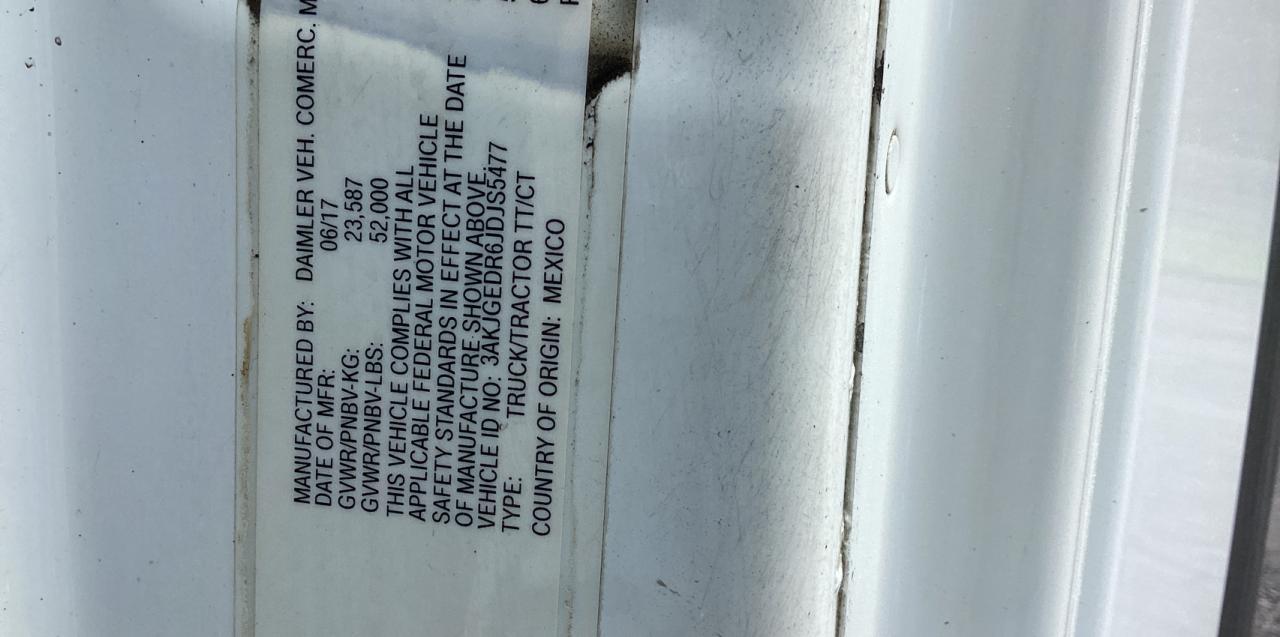 MANUFACTURED BY: DAIMLER VEH. COMERC. M
DATE OF MFR: 06/17
GVWR/PNBV-KG: 23,587
GVWR/PNBV-LBS: 52,000
THIS VEHICLE COMPLIES WITH ALL
APPLICABLE FEDERAL MOTOR VEHICLE
SAFETY STANDARDS IN EFFECT AT THE DATE
OF MANUFACTURE SHOWN ABOVE.
VEHICLE ID NO: 3AKJGEDR6JDJS5477
TYPE: TRUCK/TRACTOR TT/CT
COUNTRY OF ORIGIN: MEXICO